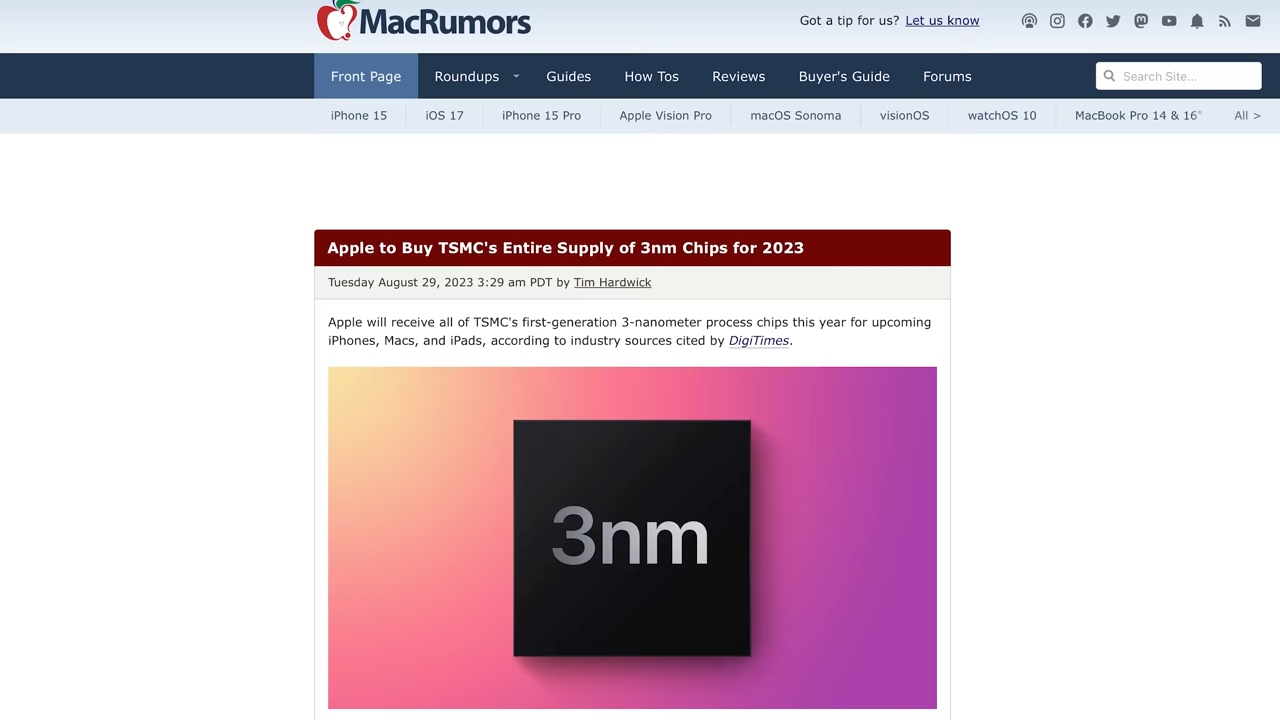 MacRumors
Got a tip for us? Let us know
Front Page Roundups Guides How Tos Reviews Buyer's Guide Forums Search Site...
iPhone 15 iOS 17 iPhone 15 Pro Apple Vision Pro macOS Sonoma visionOS watchOS 10 MacBook Pro 14 & 16" All >
Apple to Buy TSMC's Entire Supply of 3nm Chips for 2023
Tuesday August 29, 2023 3:29 am PDT by Tim Hardwick
Apple will receive all of TSMC's first-generation 3-nanometer process chips this year for upcoming
iPhones, Macs, and iPads, according to industry sources cited by DigiTimes.
3nm